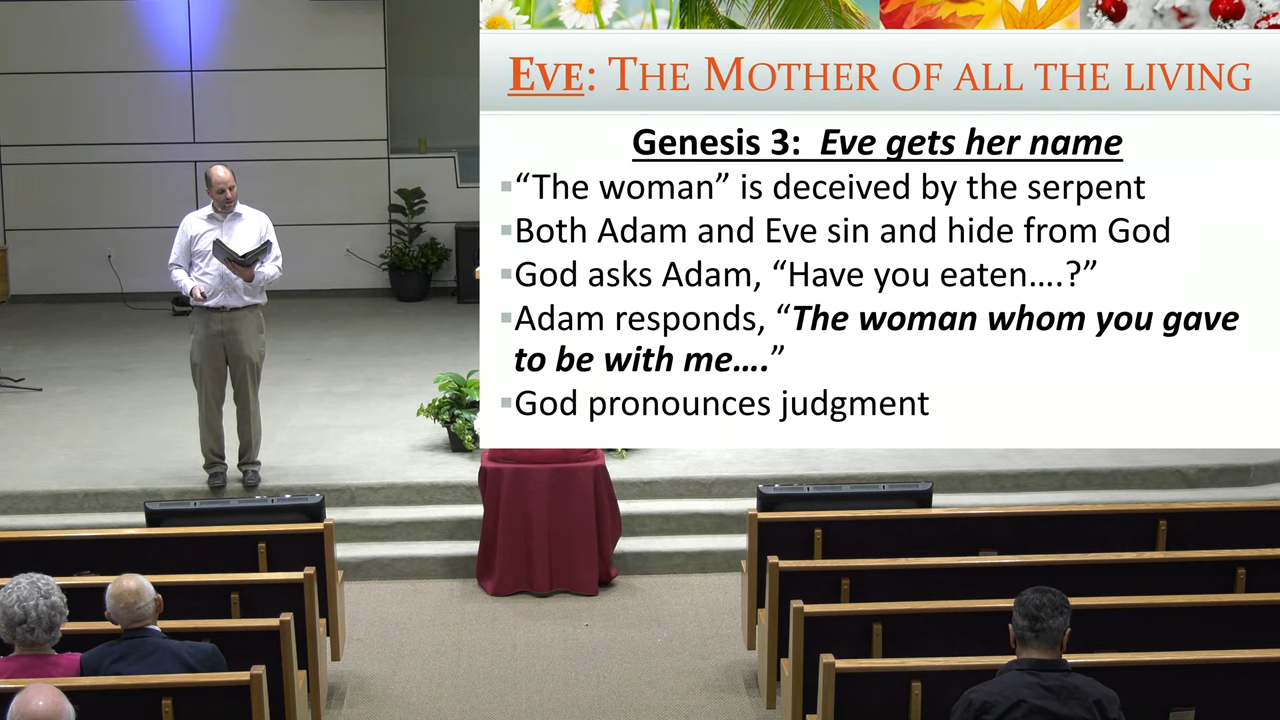 EVE: THE MOTHER OF ALL THE LIVING
Genesis 3: Eve gets her name
▪“The woman” is deceived by the serpent
▪Both Adam and Eve sin and hide from God
▪God asks Adam, “Have you eaten….?”
▪Adam responds, “The woman whom you gave
to be with me….”
▪God pronounces judgment